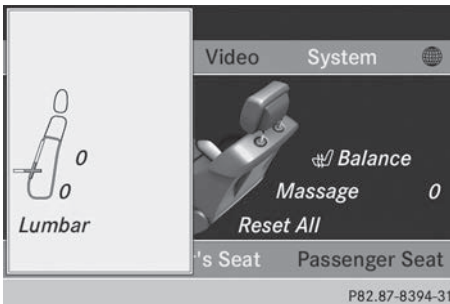 Video System
0
0
Lumbar
Balance
Massage 0
Reset All
's Seat Passenger Seat
P82.87-8394-31